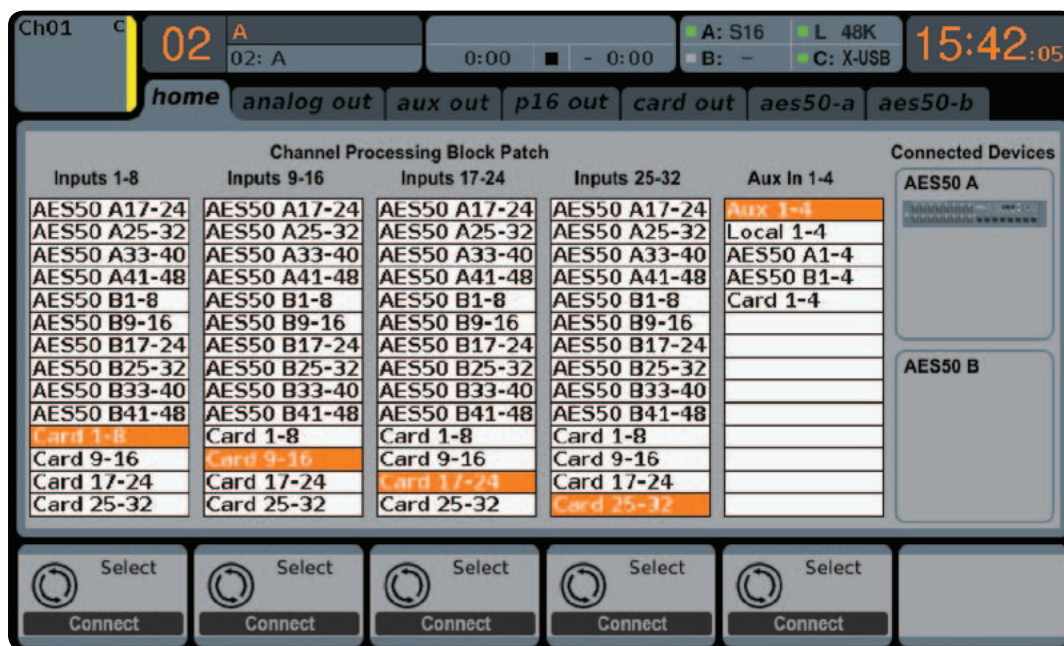 Ch01 C
02 A
02: A
0:00 - 0:00
A: S16 L 48K
B: - C: X-USB
15:42:05
home analog out aux out p16 out card out aes50-a aes50-b
Channel Processing Block Patch
Connected Devices
Inputs 1-8 Inputs 9-16 Inputs 17-24 Inputs 25-32 Aux In 1-4
AES50 A
AES50 A17-24 AES50 A17-24 AES50 A17-24 AES50 A17-24 Aux 1-4
AES50 A25-32 AES50 A25-32 AES50 A25-32 AES50 A25-32 Local 1-4
AES50 A33-40 AES50 A33-40 AES50 A33-40 AES50 A33-40 AES50 A1-4
AES50 A41-48 AES50 A41-48 AES50 A41-48 AES50 A41-48 AES50 B1-4
AES50 B1-8 AES50 B1-8 AES50 B1-8 AES50 B1-8 Card 1-4
AES50 B9-16 AES50 B9-16 AES50 B9-16 AES50 B9-16
AES50 B17-24 AES50 B17-24 AES50 B17-24 AES50 B17-24
AES50 B25-32 AES50 B25-32 AES50 B25-32 AES50 B25-32
AES50 B
AES50 B33-40 AES50 B33-40 AES50 B33-40 AES50 B33-40
AES50 B41-48 AES50 B41-48 AES50 B41-48 AES50 B41-48
Card 1-8 Card 1-8 Card 1-8 Card 1-8
Card 9-16 Card 9-16 Card 9-16 Card 9-16
Card 17-24 Card 17-24 Card 17-24 Card 17-24
Card 25-32 Card 25-32 Card 25-32 Card 25-32
Select Select Select Select Select
Connect Connect Connect Connect Connect